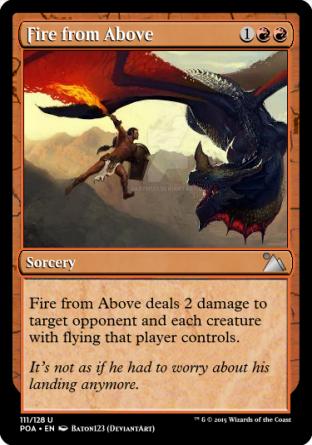 Fire from Above 1
Sorcery
Fire from Above deals 2 damage to
target opponent and each creature
with flying that player controls.
It's not as if he had to worry about his
landing anymore.
111/128 U
POA • EN Baton123 (DeviantArt)
™ & © 2015 Wizards of the Coast